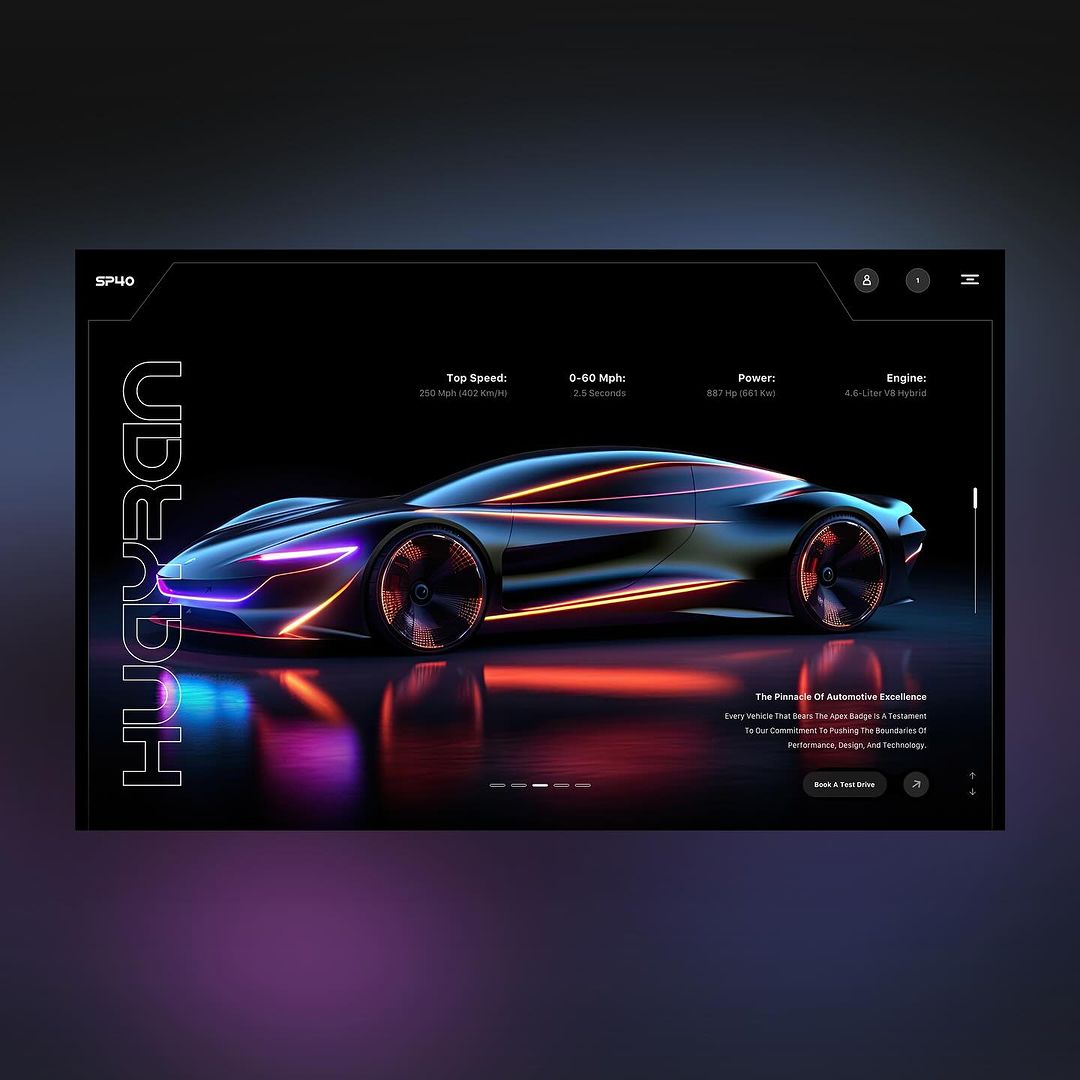 SP40
1
HUAYRAN
Top Speed:
250 Mph (402 Km/H)
0-60 Mph:
2.5 Seconds
Power:
887 Hp (661 Kw)
Engine:
4.6-Liter V8 Hybrid
The Pinnacle Of Automotive Excellence
Every Vehicle That Bears The Apex Badge Is A Testament
To Our Commitment To Pushing The Boundaries Of
Performance, Design, And Technology.
Book A Test Drive